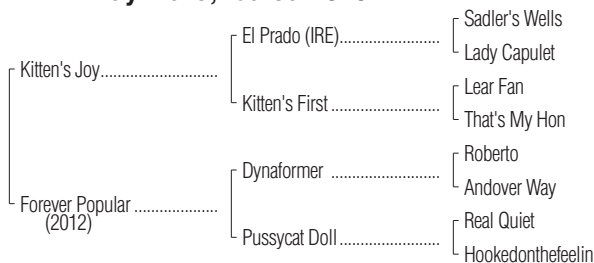 Sadler's Wells
El Prado (IRE)........................
Lady Capulet
Kitten's Joy............................
Lear Fan
Kitten's First ..........................
That's My Hon
Roberto
Dynaformer ..........................
Andover Way
Forever Popular ....................
(2012)
Real Quiet
Pussycat Doll........................
Hookedonthefeelin